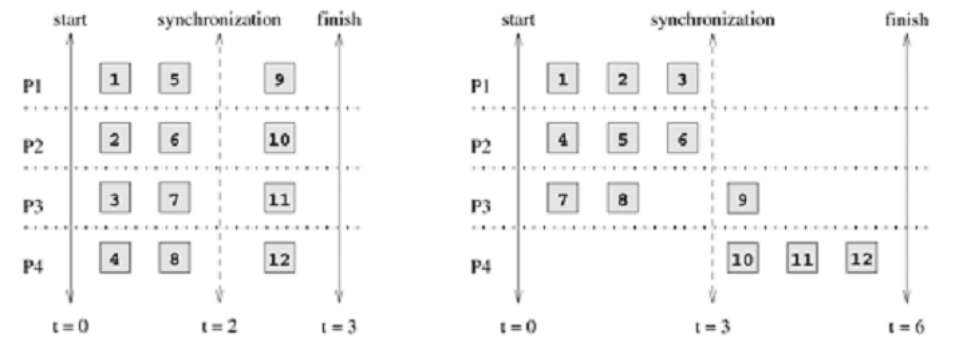 start synchronization finish
P1 1 5 9
P2 2 6 10
P3 3 7 11
P4 4 8 12
t = 0 t = 2 t = 3
start synchronization finish
P1 1 2 3
P2 4 5 6
P3 7 8 9
P4 10 11 12
t = 0 t = 3 t = 6